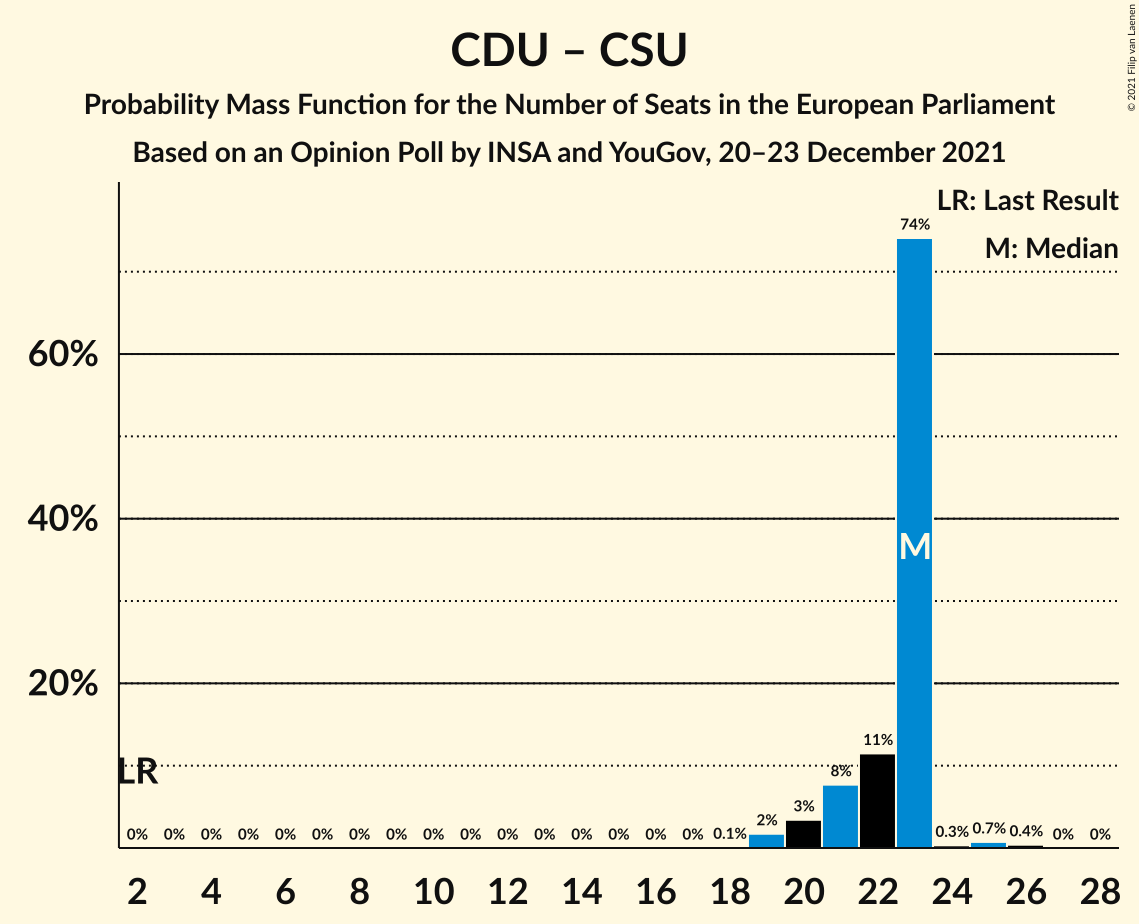 CDU – CSU
Probability Mass Function for the Number of Seats in the European Parliament
Based on an Opinion Poll by INSA and YouGov, 20–23 December 2021
© 2021 Filip van Laenen
LR: Last Result
M: Median
74%
60%
40%
M
20%
11%
LR
8%
3%
2%
0% 0% 0% 0% 0% 0% 0% 0% 0% 0% 0% 0% 0% 0% 0% 0% 0.1% 0.3% 0.7% 0.4% 0% 0%
2 4 6 8 10 12 14 16 18 20 22 24 26 28